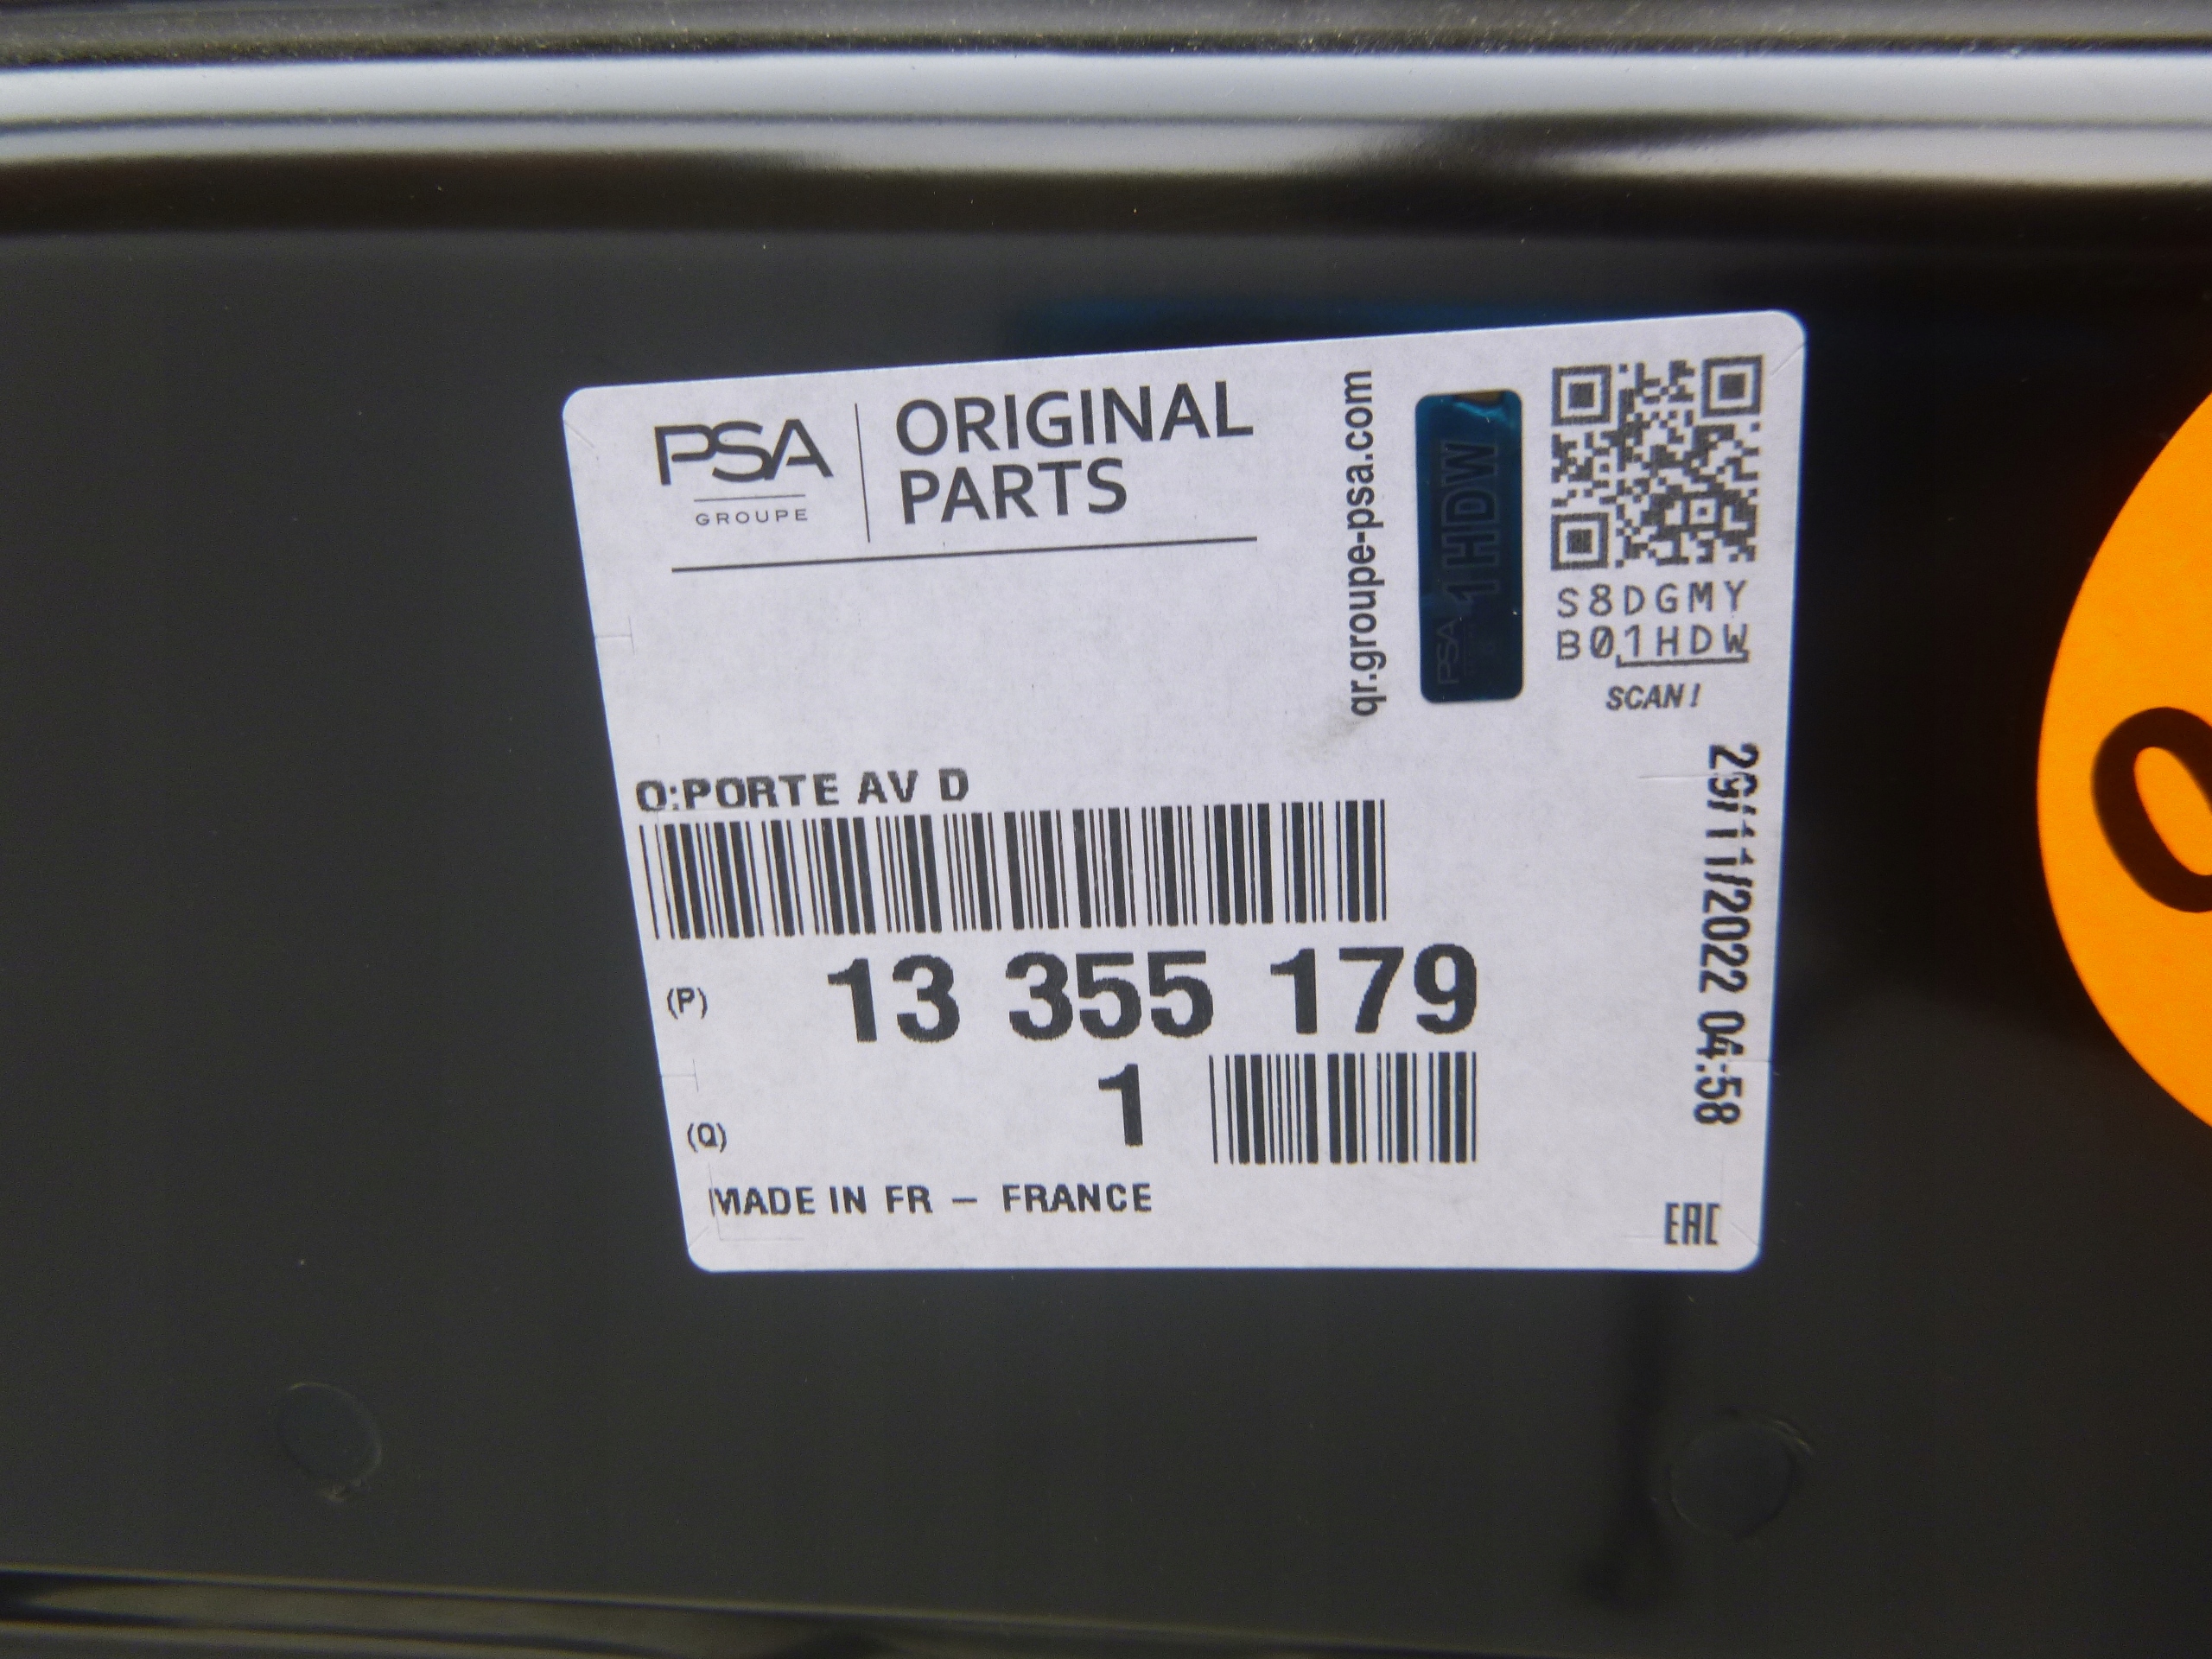 PSA
GROUPE
ORIGINAL
PARTS
qr.groupe-psa.com
PSA 1HDW
S8DGMY
B01HDW
SCAN!
O:PORTE AV D
(P) 13 355 179
(Q) 1
MADE IN FR – FRANCE
29/11/2022 04:58
EAC